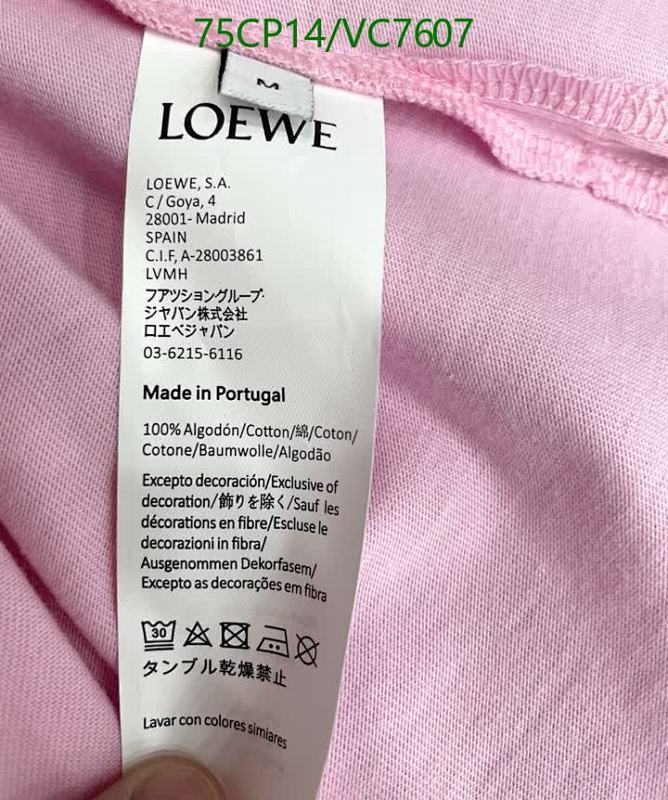 75CP14/VC7607
M
LOEWE
LOEWE, S.A.
C / Goya, 4
28001- Madrid
SPAIN
C.I.F, A-28003861
LVMH
フアツショングループ·
ジャパン株式会社
ロエベジャパン
03-6215-6116
Made in Portugal
100% Algodón/Cotton/綿/Coton/
Cotone/Baumwolle/Algodão
Excepto decoración/Exclusive of
decoration/飾りを除く/Sauf les
décorations en fibre/Escluse le
decorazioni in fibra/
Ausgenommen Dekorfasem/
Excepto as decorações em fibra
30
タンブル乾燥禁止
Lavar con colores simiares